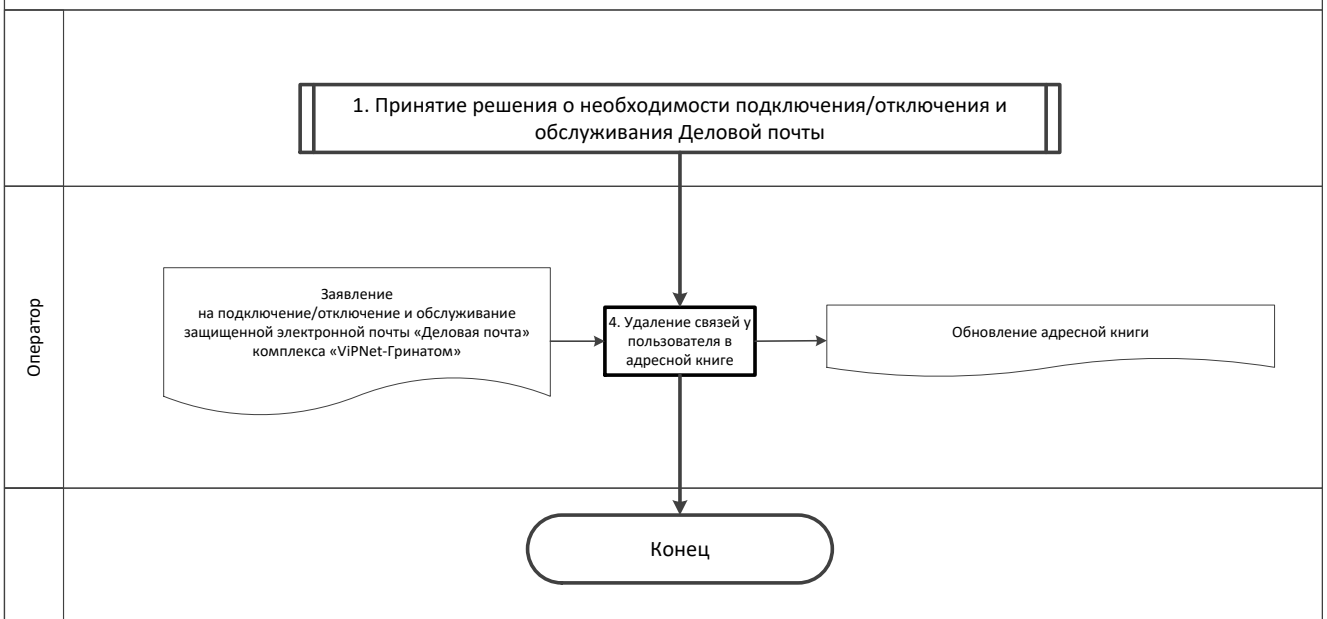 1. Принятие решения о необходимости подключения/отключения и
обслуживания Деловой почты
Оператор
Заявление
на подключение/отключение и обслуживание
защищенной электронной почты «Деловая почта»
комплекса «ViPNet-Гринатом»
4. Удаление связей у
пользователя в
адресной книге
Обновление адресной книги
Конец